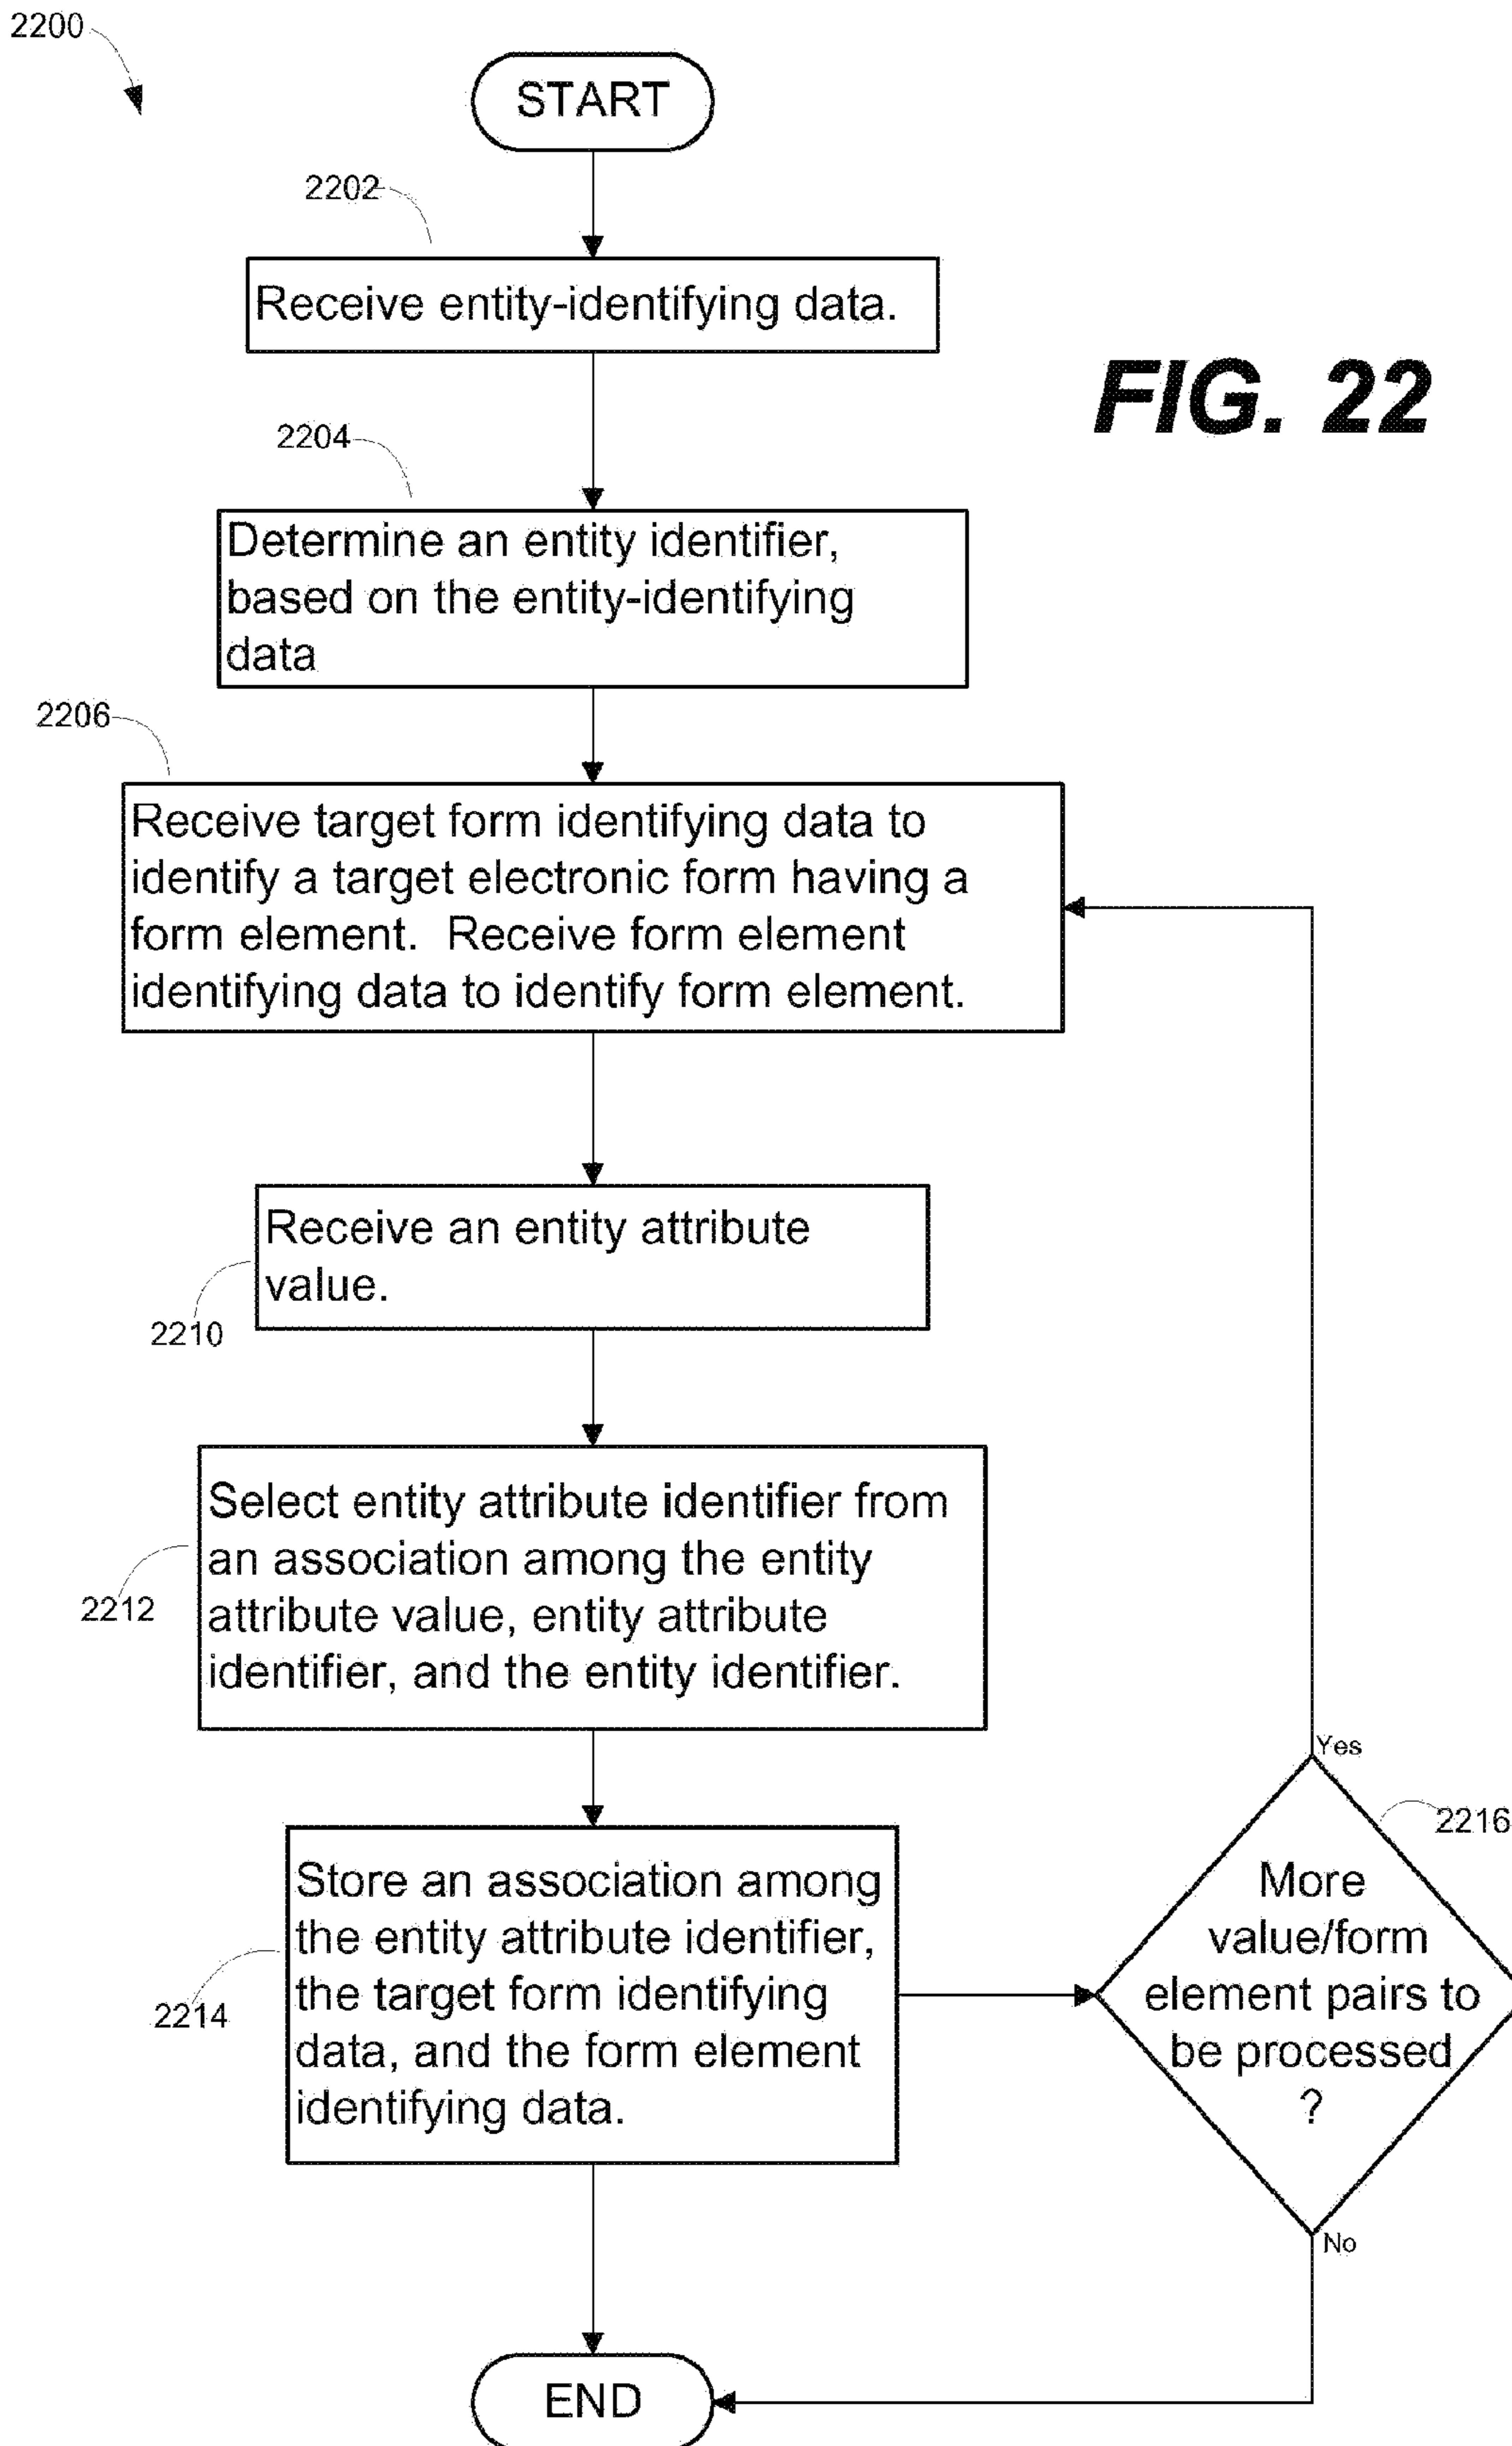 2200
START
2202
Receive entity-identifying data.
FIG. 22
2204
Determine an entity identifier,
based on the entity-identifying
data
2206
Receive target form identifying data to
identify a target electronic form having a
form element.  Receive form element
identifying data to identify form element.
Receive an entity attribute
value.
2210
Select entity attribute identifier from
an association among the entity
attribute value, entity attribute
identifier, and the entity identifier.
2212
Yes
2216
Store an association among
the entity attribute identifier,
the target form identifying
data, and the form element
identifying data.
2214
More
value/form
element pairs to
be processed
?
No
END